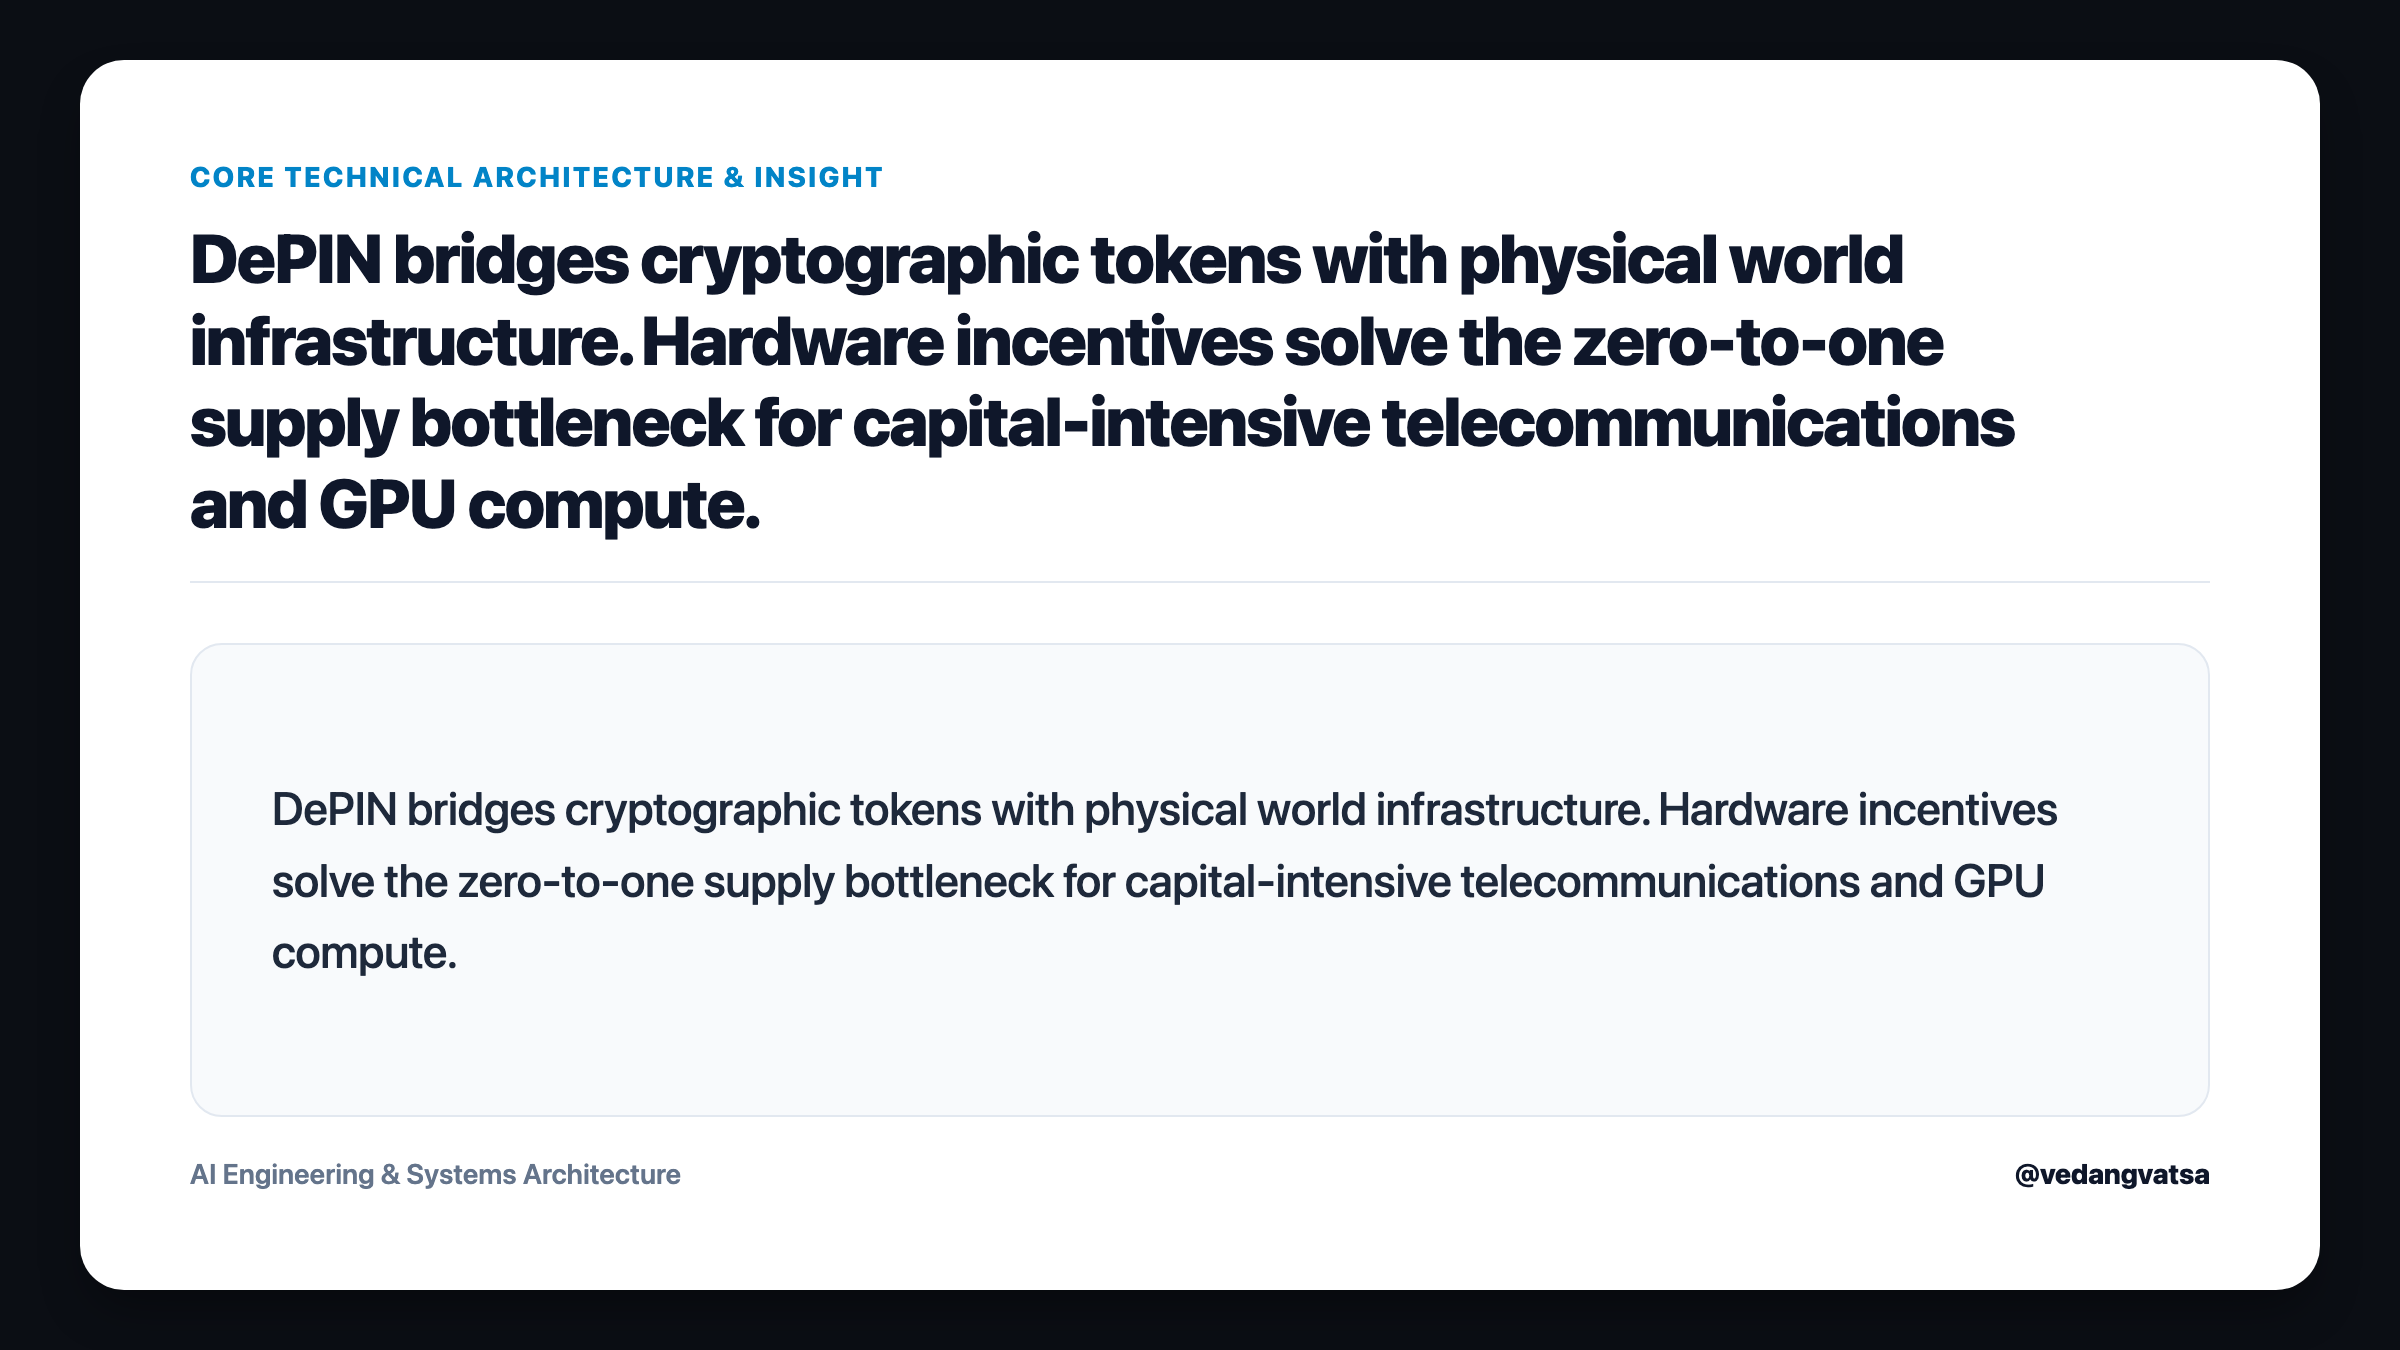 CORE TECHNICAL ARCHITECTURE & INSIGHT
DePIN bridges cryptographic tokens with physical world
infrastructure. Hardware incentives solve the zero-to-one
supply bottleneck for capital-intensive telecommunications
and GPU compute.
DePIN bridges cryptographic tokens with physical world infrastructure. Hardware incentives
solve the zero-to-one supply bottleneck for capital-intensive telecommunications and GPU
compute.
AI Engineering & Systems Architecture
@vedangvatsa